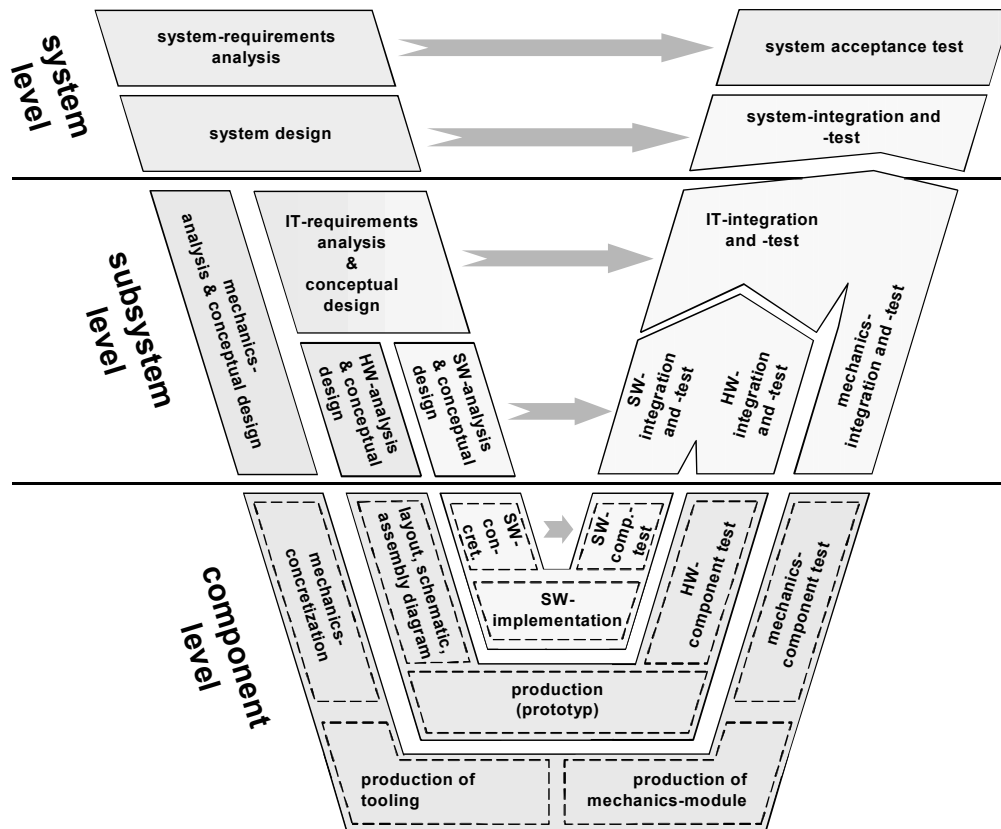 system
level
system-requirements
analysis
system acceptance test
system design
system-integration and
-test
subsystem
level
mechanics-
analysis & conceptual design
IT-requirements
analysis
&
conceptual
design
IT-integration
and -test
HW-analysis
& conceptual
design
SW-analysis
& conceptual
design
SW-
integration
and -test
HW-
integration
and -test
mechanics-
integration and -test
component
level
mechanics-
concretization
layout, schematic,
assembly diagram
SW-
con-
cret.
SW-
comp.-
test
HW-
component test
mechanics-
component test
SW-
implementation
production
(prototyp)
production of
tooling
production of
mechanics-module